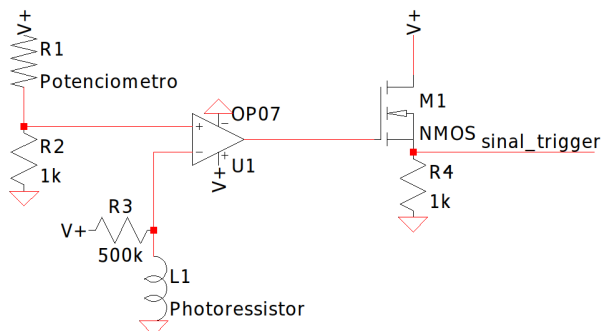 V+
R1
Potenciometro
R2
1k
OP07
+
−
−
+
U1
V+
V+
R3
500k
L1
Photoressistor
V+
M1
NMOS
sinal_trigger
R4
1k